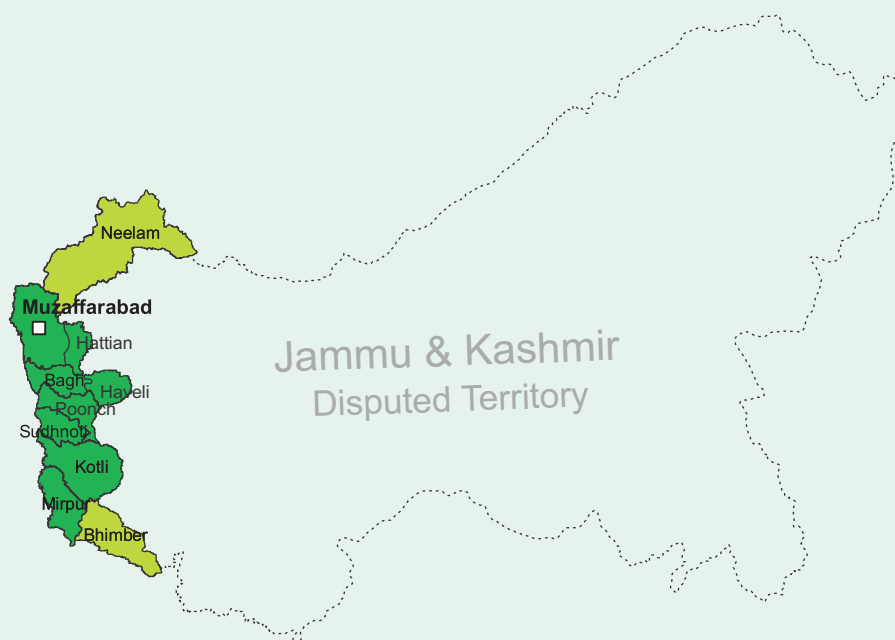 Neelam
Muzaffarabad
Hattian
Jammu & Kashmir
Disputed Territory
Bagh
Haveli
Poonch
Sudhnoti
Kotli
Mirpur
Bhimber